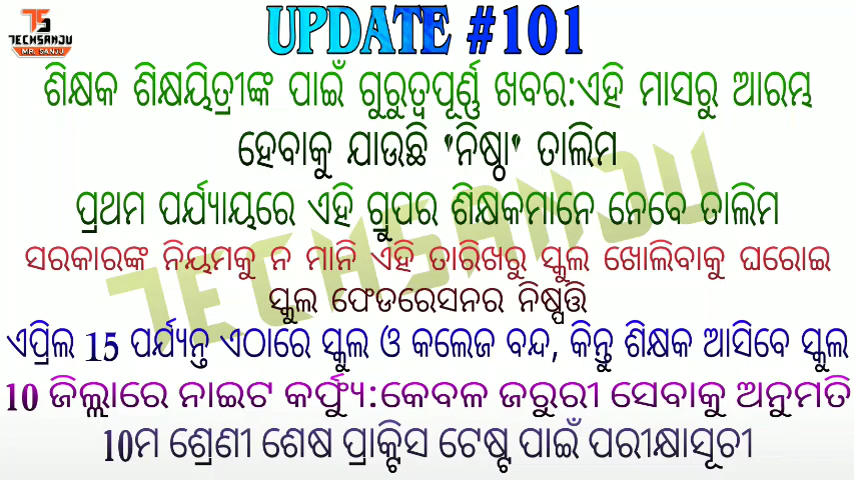 TS
TECHSANJU
MR. SANJU
UPDATE #101
ଶିକ୍ଷକ ଶିକ୍ଷୟିତ୍ରୀଙ୍କ ପାଇଁ ଗୁରୁତ୍ୱପୂର୍ଣ୍ଣ ଖବର:ଏହି ମାସରୁ ଆରମ୍ଭ
ହେବାକୁ ଯାଉଛି 'ନିଷ୍ଠା' ତାଲିମ
ପ୍ରଥମ ପର୍ଯ୍ୟାୟରେ ଏହି ଗ୍ରୁପର ଶିକ୍ଷକମାନେ ନେବେ ତାଲିମ
ସରକାରଙ୍କ ନିୟମକୁ ନ ମାନି ଏହି ତାରିଖରୁ ସ୍କୁଲ ଖୋଲିବାକୁ ଘରୋଇ
ସ୍କୁଲ ଫେଡରେସନର ନିଷ୍ପତ୍ତି
ଏପ୍ରିଲ 15 ପର୍ଯ୍ୟନ୍ତ ଏଠାରେ ସ୍କୁଲ ଓ କଲେଜ ବନ୍ଦ, କିନ୍ତୁ ଶିକ୍ଷକ ଆସିବେ ସ୍କୁଲ
10 ଜିଲ୍ଲାରେ ନାଇଟ କର୍ଫ୍ୟୁ:କେବଳ ଜରୁରୀ ସେବାକୁ ଅନୁମତି
10ମ ଶ୍ରେଣୀ ଶେଷ ପ୍ରାକ୍ଟିସ ଟେଷ୍ଟ ପାଇଁ ପରୀକ୍ଷାସୂଚୀ
TECHSANJU